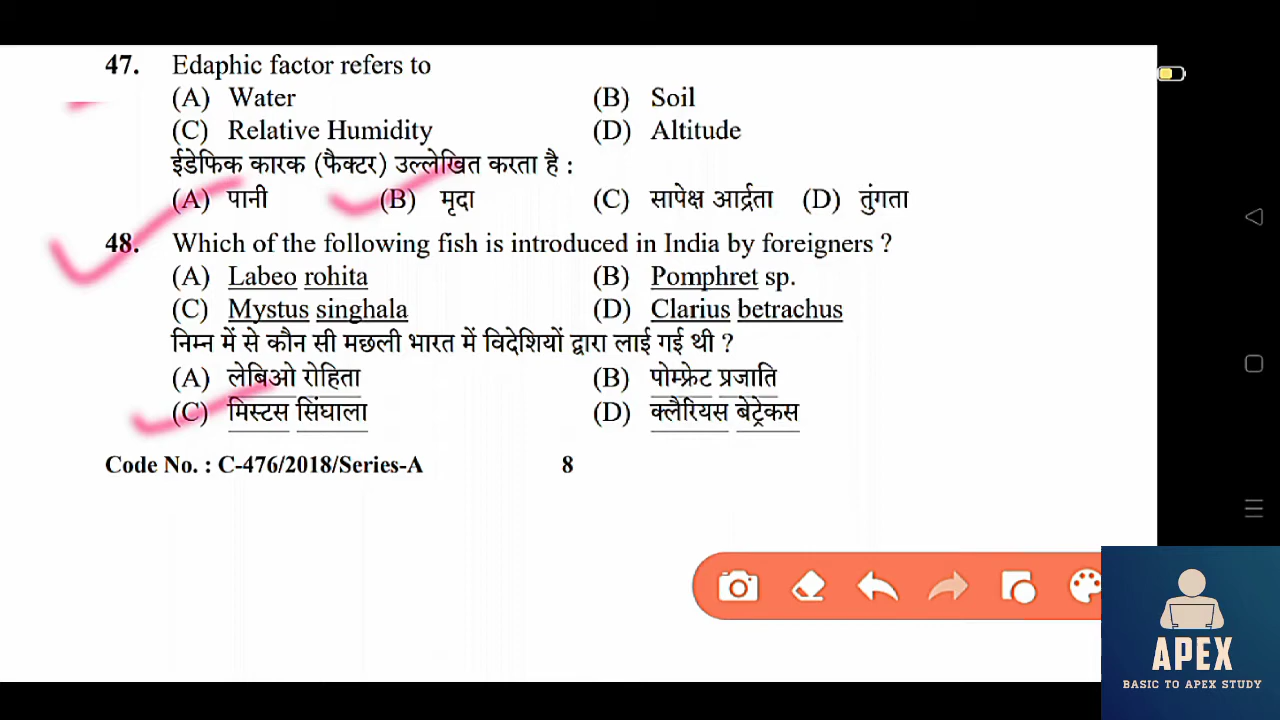 47. Edaphic factor refers to
(A) Water (B) Soil
(C) Relative Humidity (D) Altitude
ईडेफिक कारक (फैक्टर) उल्लेखित करता है :
(A) पानी (B) मृदा (C) सापेक्ष आर्द्रता (D) तुंगता
48. Which of the following fish is introduced in India by foreigners ?
(A) Labeo rohita (B) Pomphret sp.
(C) Mystus singhala (D) Clarius betrachus
निम्न में से कौन सी मछली भारत में विदेशियों द्वारा लाई गई थी ?
(A) लेबिओ रोहिता (B) पोम्फ्रेट प्रजाति
(C) मिस्टस सिंघाला (D) क्लैरियस बेट्रेकस
Code No. : C-476/2018/Series-A 8
APEX
BASIC TO APEX STUDY